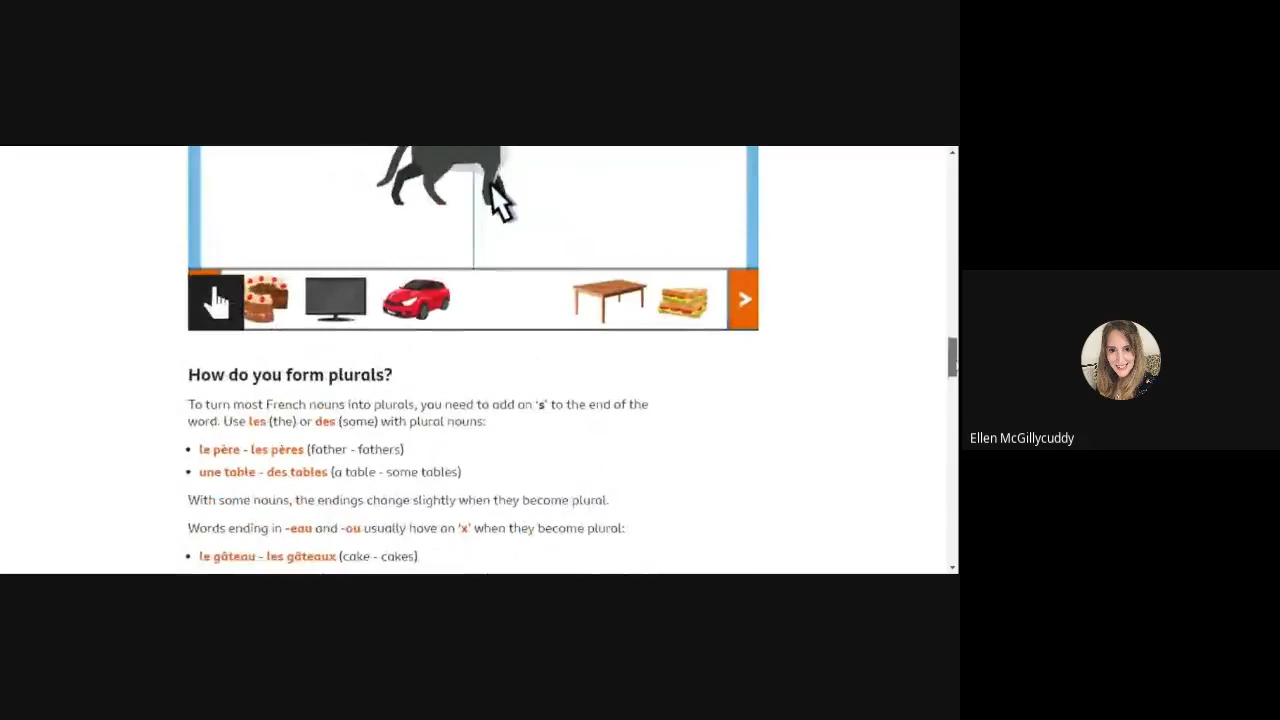 How do you form plurals?
To turn most French nouns into plurals, you need to add an ‘s’ to the end of the
word. Use les (the) or des (some) with plural nouns:
• le père - les pères (father - fathers)
• une table - des tables (a table - some tables)
With some nouns, the endings change slightly when they become plural.
Words ending in -eau and -ou usually have an ‘x’ when they become plural:
• le gâteau - les gâteaux (cake - cakes)
Ellen McGillycuddy